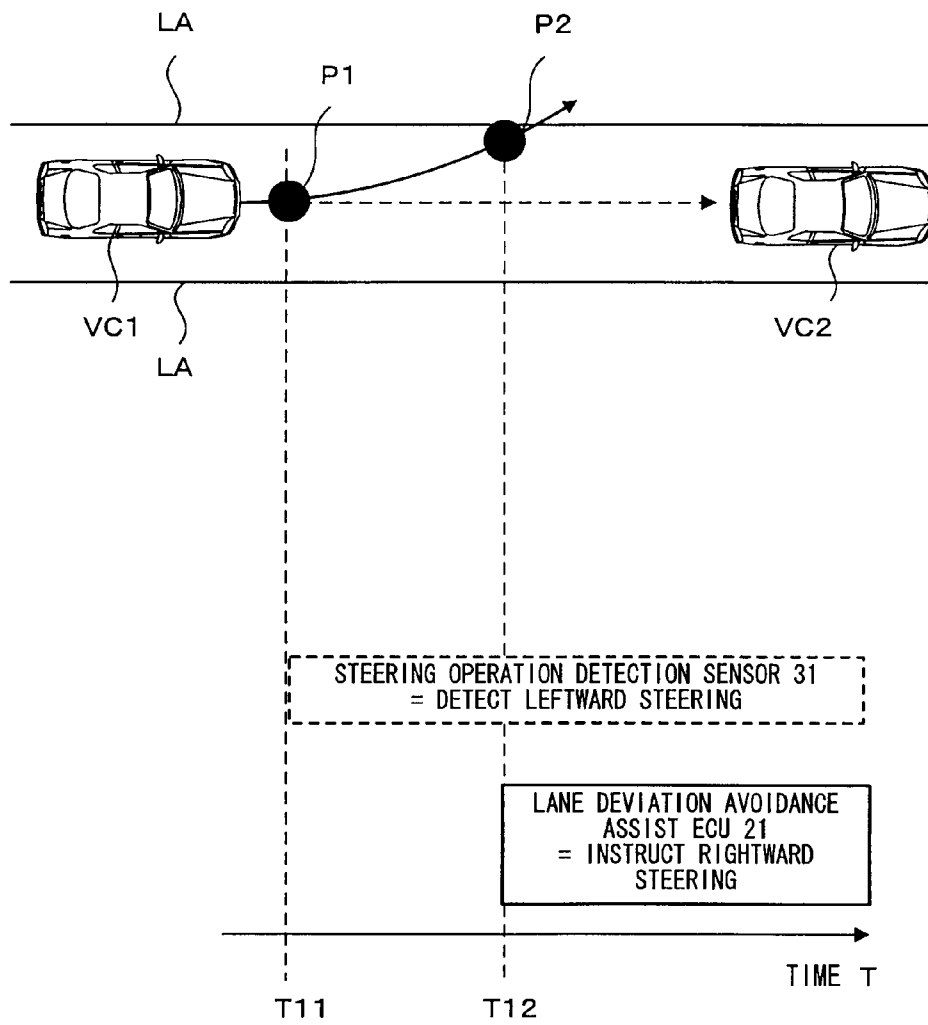 LA
P2
P1
VC1
VC2
LA
STEERING OPERATION DETECTION SENSOR 31
= DETECT LEFTWARD STEERING
LANE DEVIATION AVOIDANCE
ASSIST ECU 21
= INSTRUCT RIGHTWARD
STEERING
TIME T
T11
T12